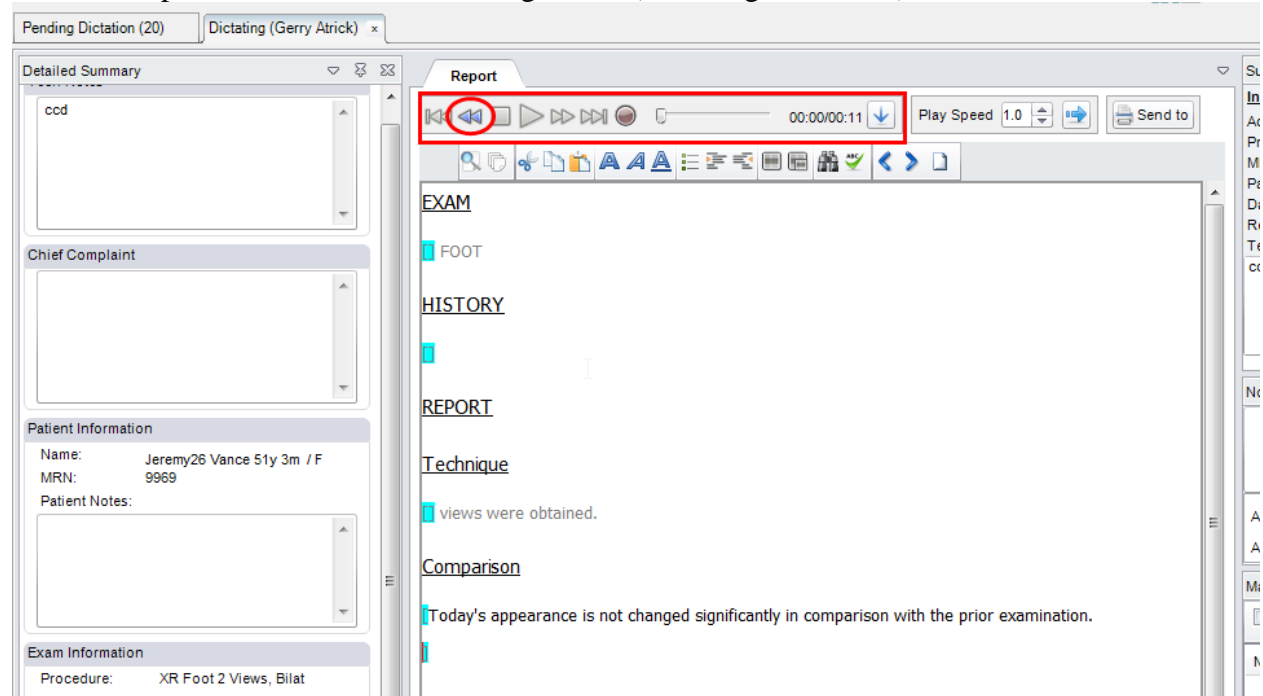 Pending Dictation (20)
Dictating (Gerry Atrick) x
Detailed Summary
ccd
Chief Complaint
Patient Information
Name: Jeremy26 Vance 51y 3m / F
MRN: 9969
Patient Notes:
Exam Information
Procedure: XR Foot 2 Views, Bilat
Report
00:00/00:11
Play Speed 1.0
Send to
EXAM
[] FOOT
HISTORY
[]
REPORT
Technique
[] views were obtained.
Comparison
[Today's appearance is not changed significantly in comparison with the prior examination.
]